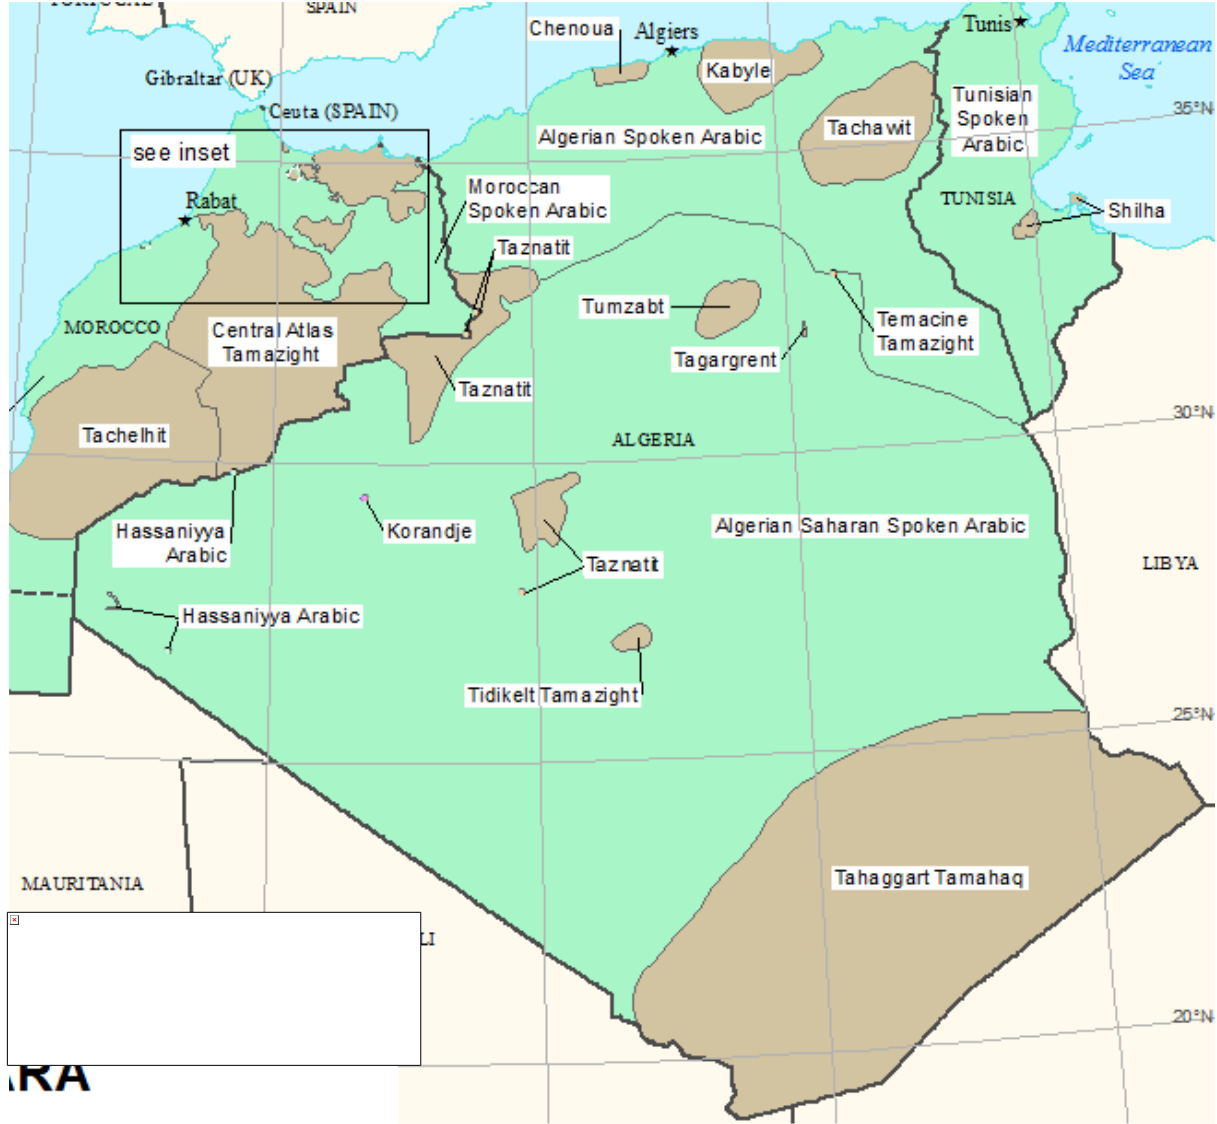 SPAIN
Chenoua
Algiers
Tunis
Mediterranean
Sea
Gibraltar (UK)
Kabyle
Ceuta (SPAIN)
Tunisian
Spoken
Arabic
35°N
Algerian Spoken Arabic
Tachawit
see inset
Rabat
Moroccan
Spoken Arabic
TUNISIA
Shilha
Taznatit
Tumzabt
Temacine
Tamazight
MOROCCO
Central Atlas
Tamazight
Tagargrent
Taznatit
30°N
Tachelhit
ALGERIA
Hassaniyya
Arabic
Korandje
Algerian Saharan Spoken Arabic
Taznatit
LIBYA
Hassaniyya Arabic
Tidikelt Tamazight
25°N
Tahaggart Tamahaq
MAURITANIA
LI
20°N
ARA